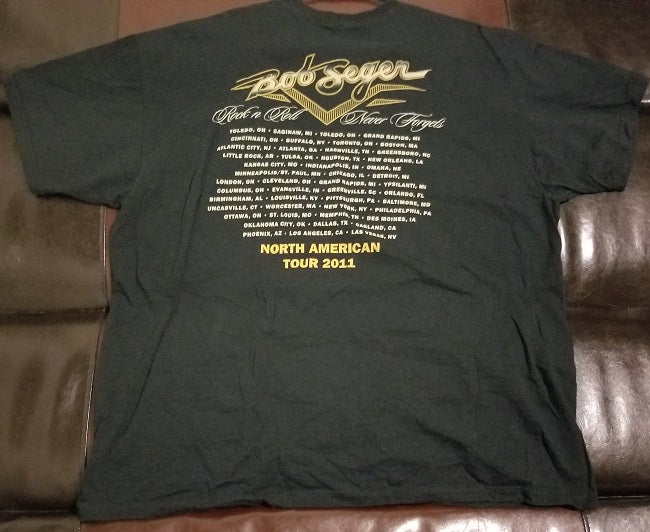 Bob Seger
Rock n Roll Never Forgets
TOLEDO, OH • SAGINAW, MI • TOLEDO, OH • GRAND RAPIDS, MI
CINCINNATI, OH • BUFFALO, NY • TORONTO, ON • BOSTON, MA
ATLANTIC CITY, NJ • ATLANTA, GA • NASHVILLE, TN • GREENSBORO, NC
LITTLE ROCK, AR • TULSA, OK • HOUSTON, TX • NEW ORLEANS, LA
KANSAS CITY, MO • INDIANAPOLIS, IN • OMAHA, NE
MINNEAPOLIS/ST. PAUL, MN • CHICAGO, IL • DETROIT, MI
LONDON, ON • CLEVELAND, OH • GRAND RAPIDS, MI • YPSILANTI, MI
COLUMBUS, OH • EVANSVILLE, IN • GREENVILLE, SC • ORLANDO, FL
BIRMINGHAM, AL • LOUISVILLE, KY • PITTSBURGH, PA • BALTIMORE, MD
UNCASVILLE, CT • WORCESTER, MA • NEW YORK, NY • PHILADELPHIA, PA
OTTAWA, ON • ST. LOUIS, MO • MEMPHIS, TN • DES MOINES, IA
OKLAHOMA CITY, OK • DALLAS, TX • OAKLAND, CA
PHOENIX, AZ • LOS ANGELES, CA • LAS VEGAS, NV
NORTH AMERICAN
TOUR 2011